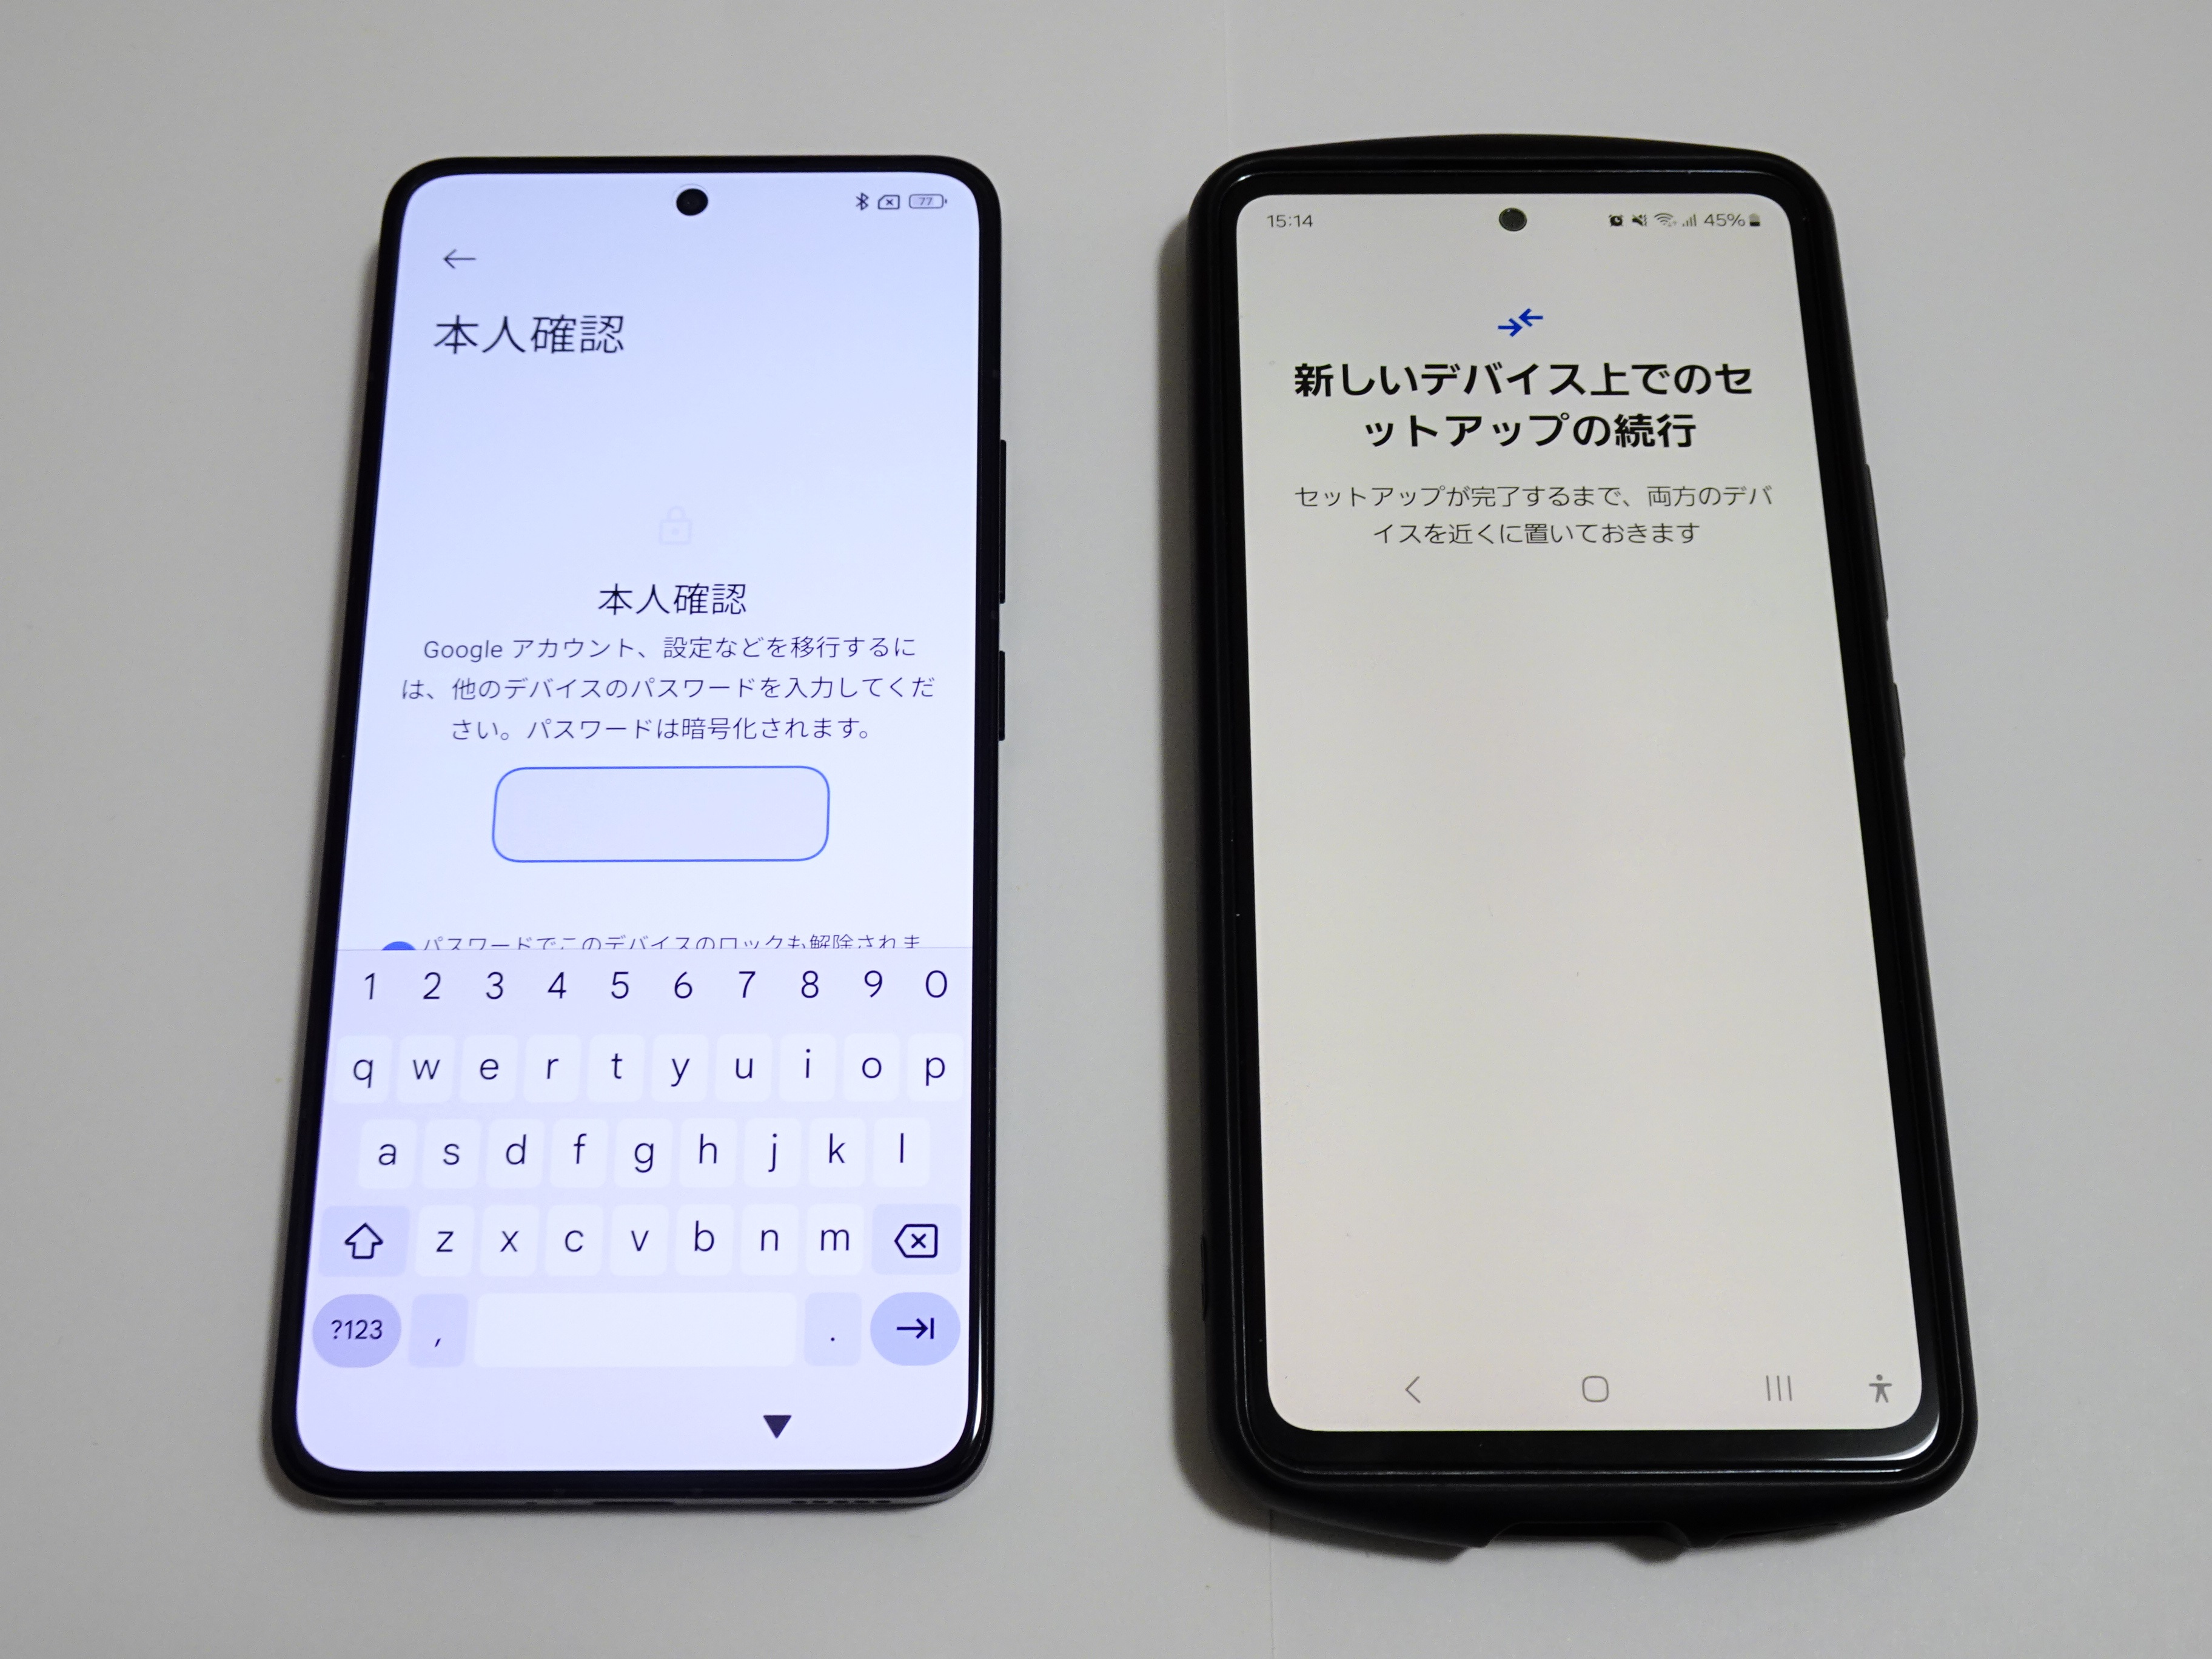 77
本人確認
本人確認
Google アカウント、設定などを移行するに
は、他のデバイスのパスワードを入力してくだ
さい。パスワードは暗号化されます。
パスワードでこのデバイスのロックも解除されま
1 2 3 4 5 6 7 8 9 0
q w e r t y u i o p
a s d f g h j k l
z x c v b n m
?123 , .
15:14 45%
新しいデバイス上でのセ
ットアップの続行
セットアップが完了するまで、両方のデバ
イスを近くに置いておきます